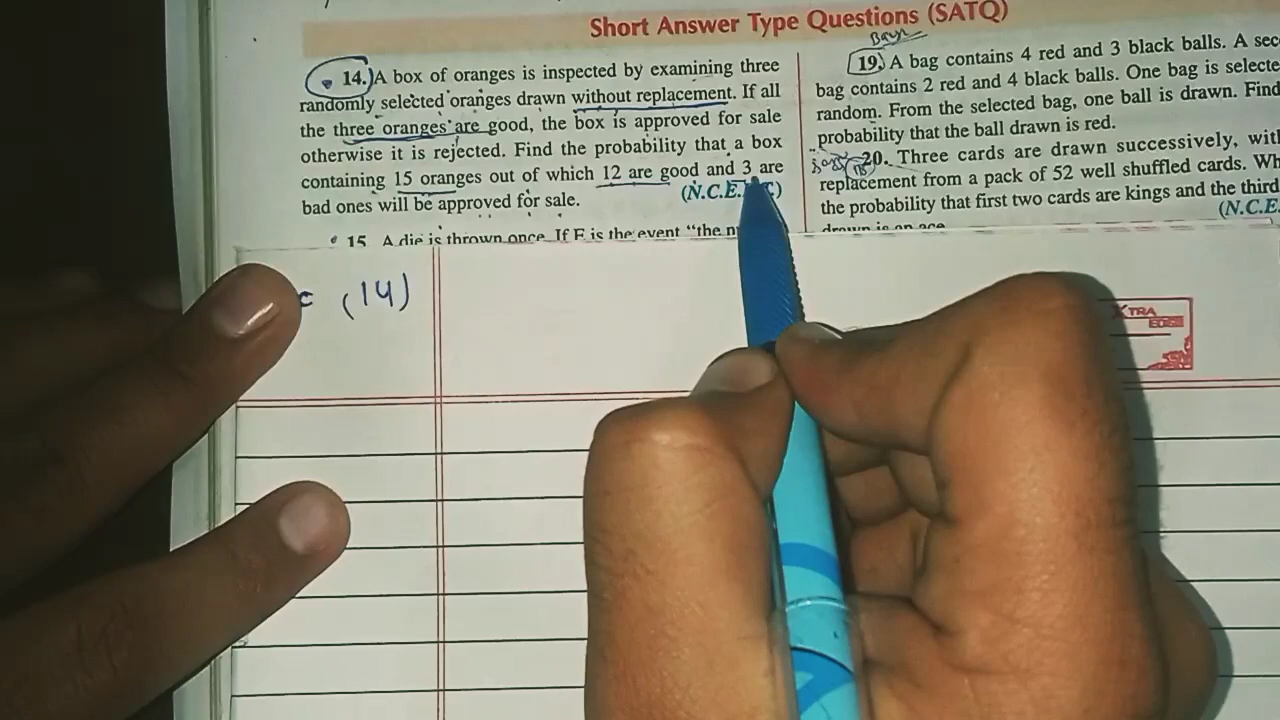 Short Answer Type Questions (SATQ)
14. A box of oranges is inspected by examining three
randomly selected oranges drawn without replacement. If all
the three oranges are good, the box is approved for sale
otherwise it is rejected. Find the probability that a box
containing 15 oranges out of which 12 are good and 3 are
bad ones will be approved for sale.
15. A die is thrown once. If E is the event "the
19. A bag contains 4 red and 3 black balls. A
bag contains 2 red and 4 black balls. One bag is
random. From the selected bag, one ball is drawn. Find
probability that the ball drawn is red.
20. Three cards are drawn successively,
replacement from a pack of 52 well shuffled cards.
the probability that first two cards are kings and the third
(N.C.E.
drawn is an ace
(14)
XTRA
EDGE